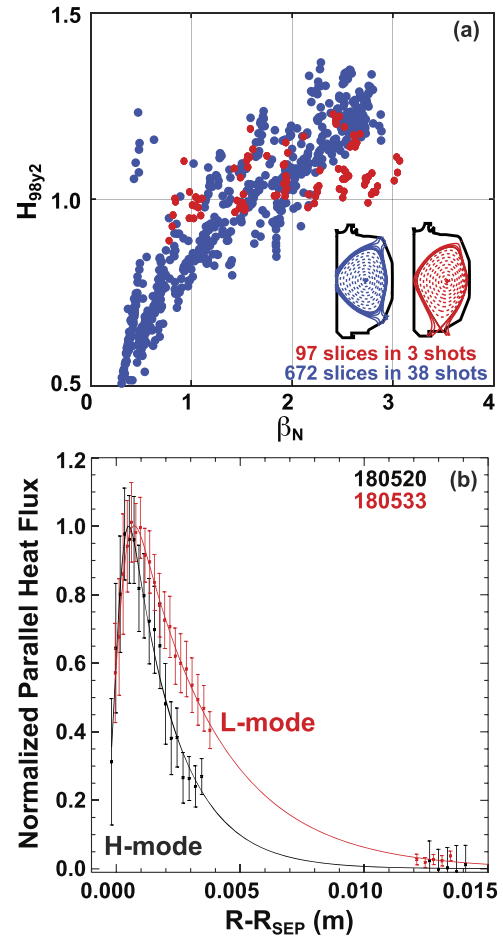 1.5
(a)
H98y2
1.0
97 slices in 3 shots
672 slices in 38 shots
0.5
0 1 2 3 4
βN
1.2
180520 (b)
180533
1.0
Normalized Parallel Heat Flux
0.8
0.6
L-mode
0.4
0.2
H-mode
0.0
0.000 0.005 0.010 0.015
R-RSEP (m)